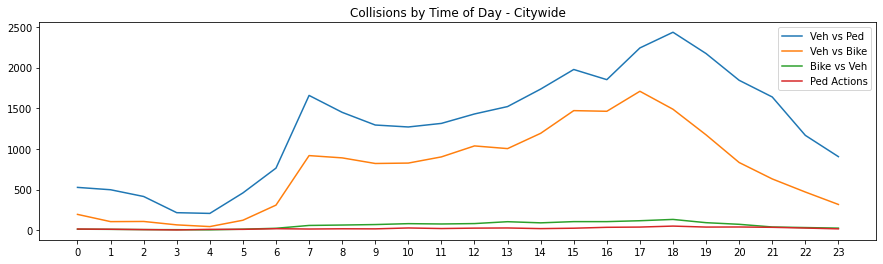 Collisions by Time of Day - Citywide
2500
2000
1500
1000
500
0
Veh vs Ped
Veh vs Bike
Bike vs Veh
Ped Actions
0 1 2 3 4 5 6 7 8 9 10 11 12 13 14 15 16 17 18 19 20 21 22 23